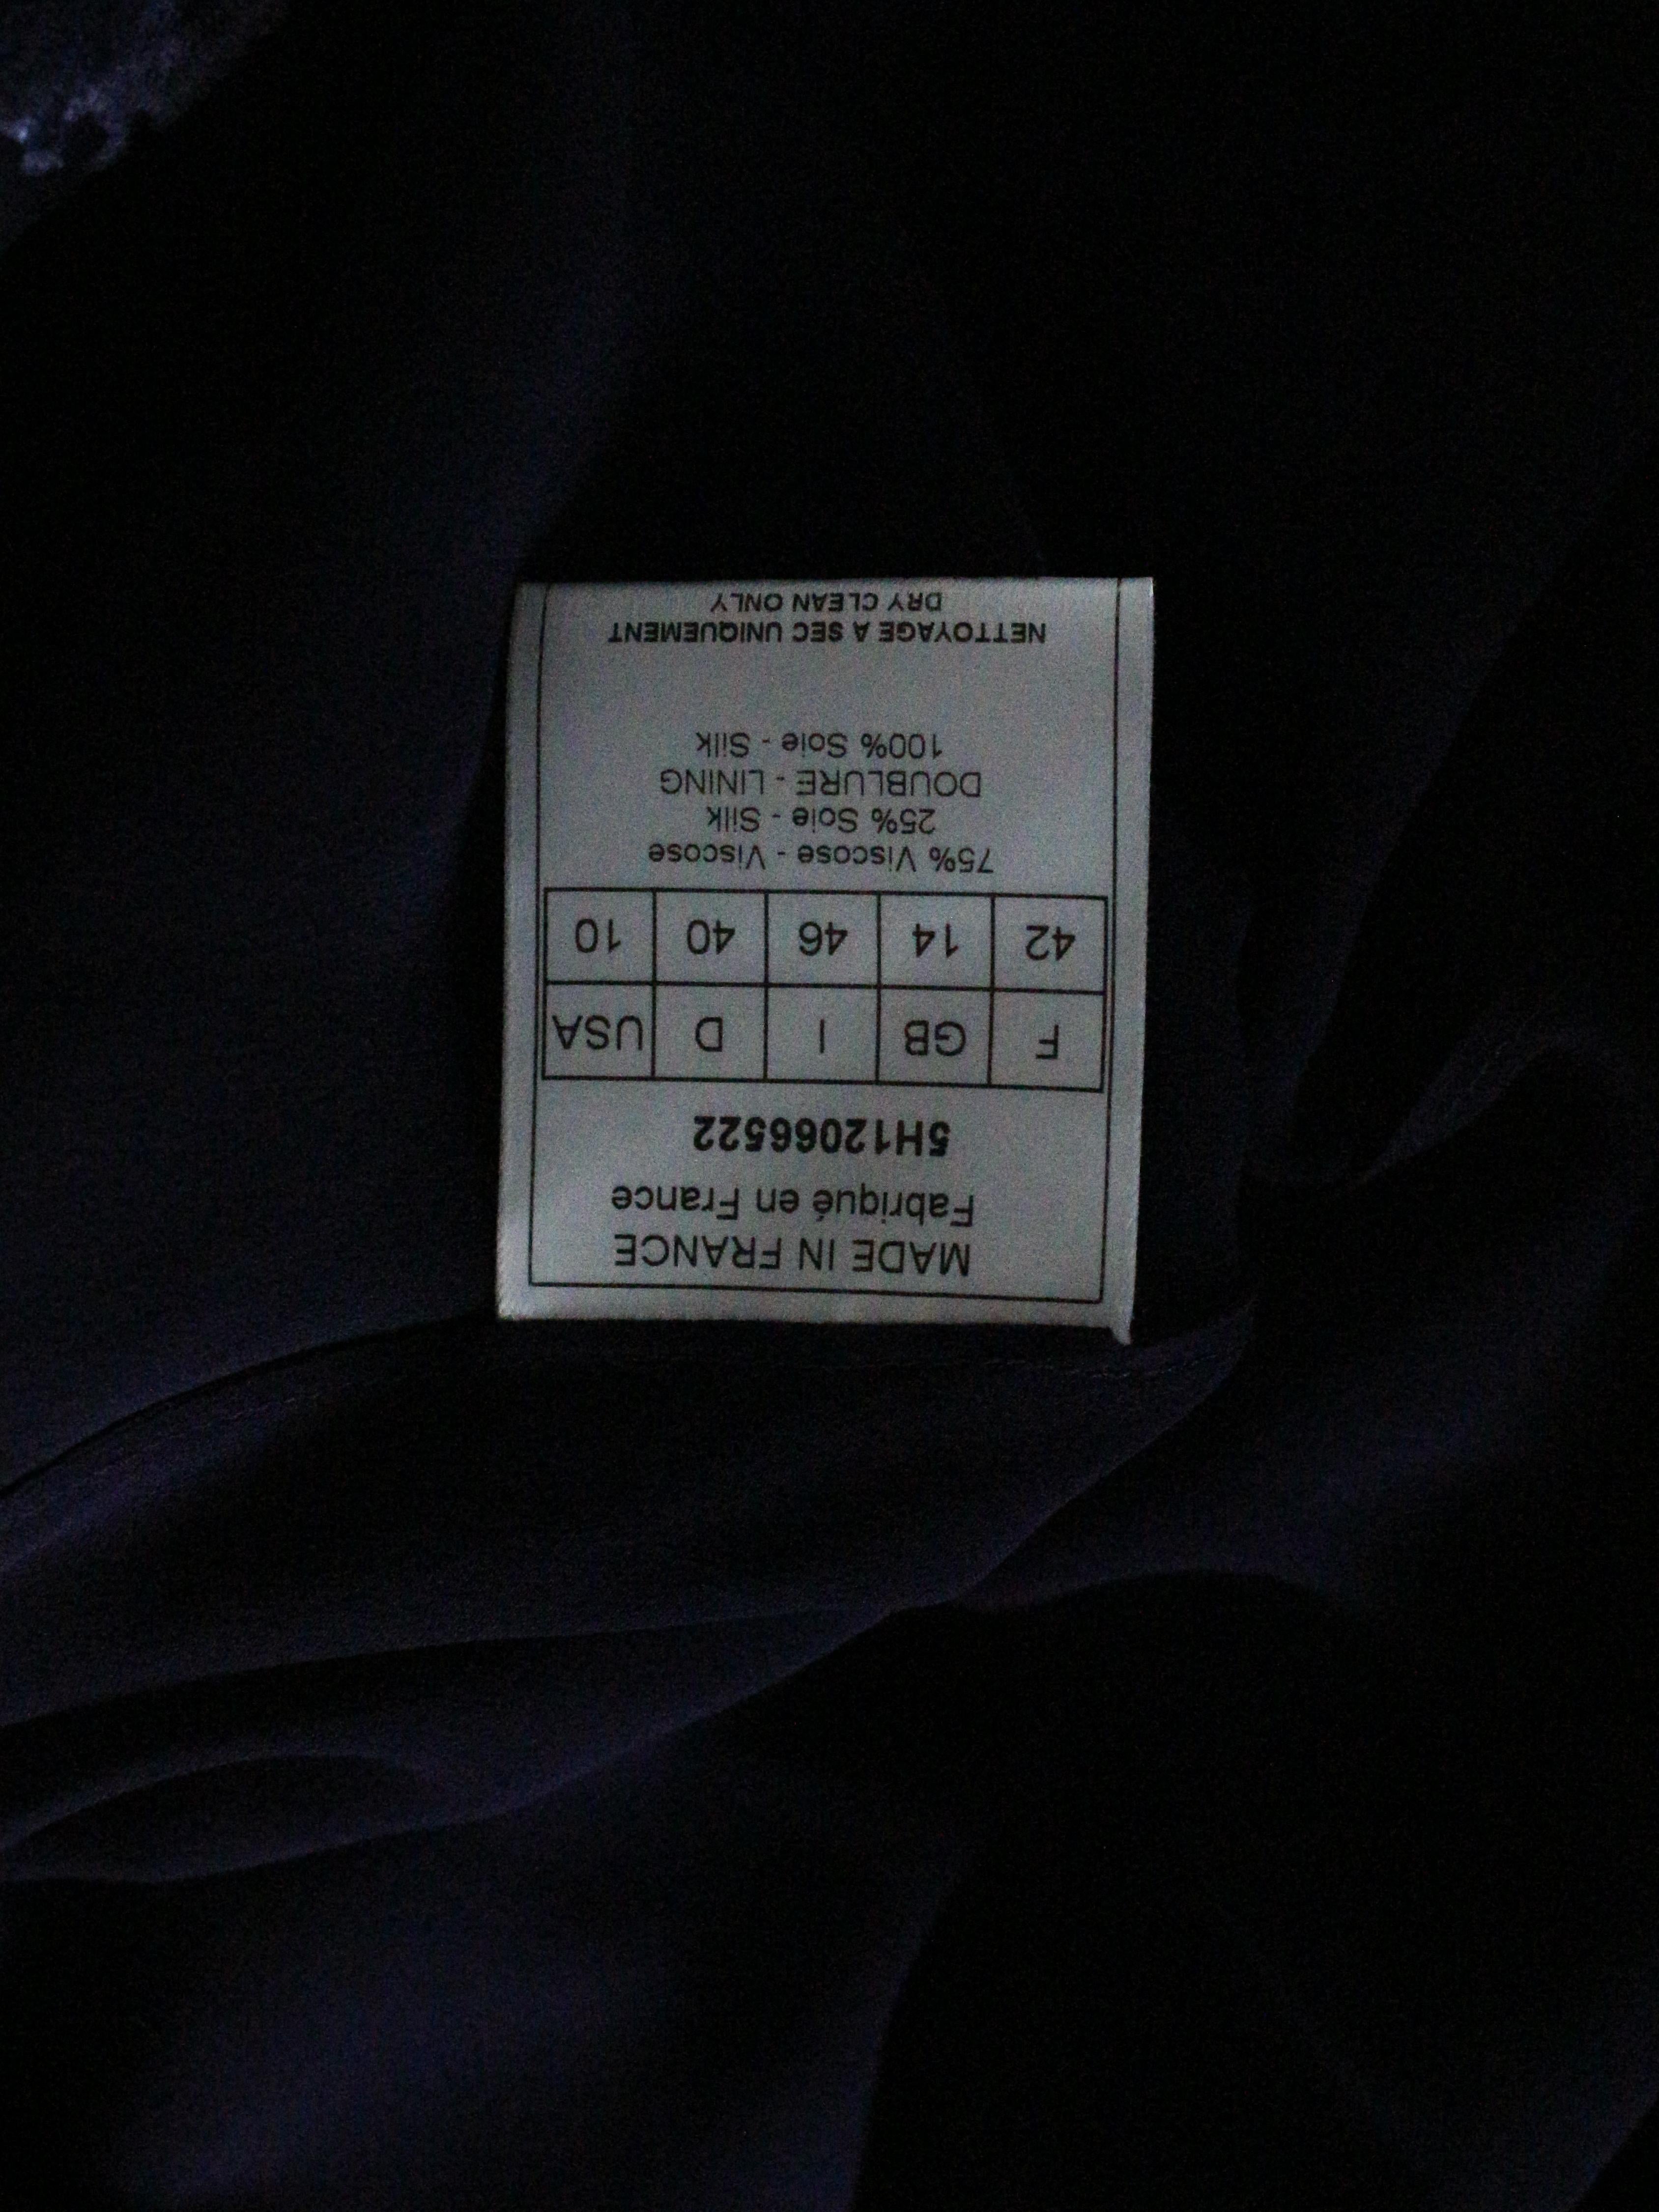 MADE IN FRANCE
Fabriqué en France
5H12066522
F GB I D USA
42 14 46 40 10
75% Viscose - Viscose
25% Soie - Silk
DOUBLURE - LINING
100% Soie - Silk
NETTOYAGE A SEC UNIQUEMENT
DRY CLEAN ONLY